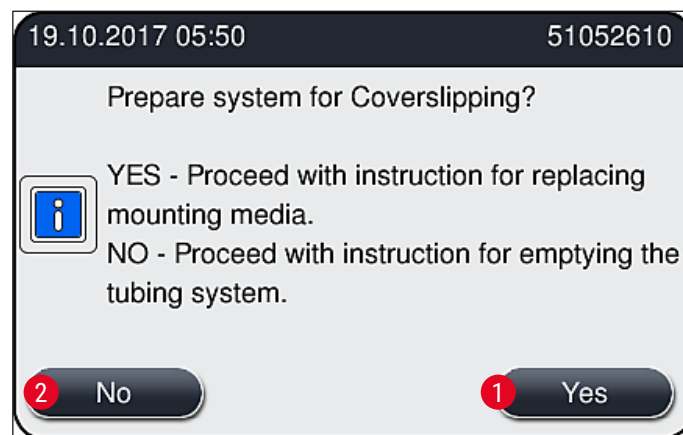 19.10.2017 05:50 51052610
Prepare system for Coverslipping?
YES - Proceed with instruction for replacing
mounting media.
NO - Proceed with instruction for emptying the
tubing system.
2 No 1 Yes